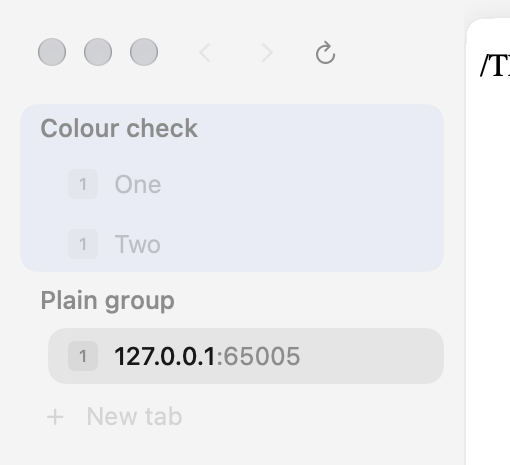 /T
Colour check
1 One
1 Two
Plain group
1 127.0.0.1:65005
+ New tab